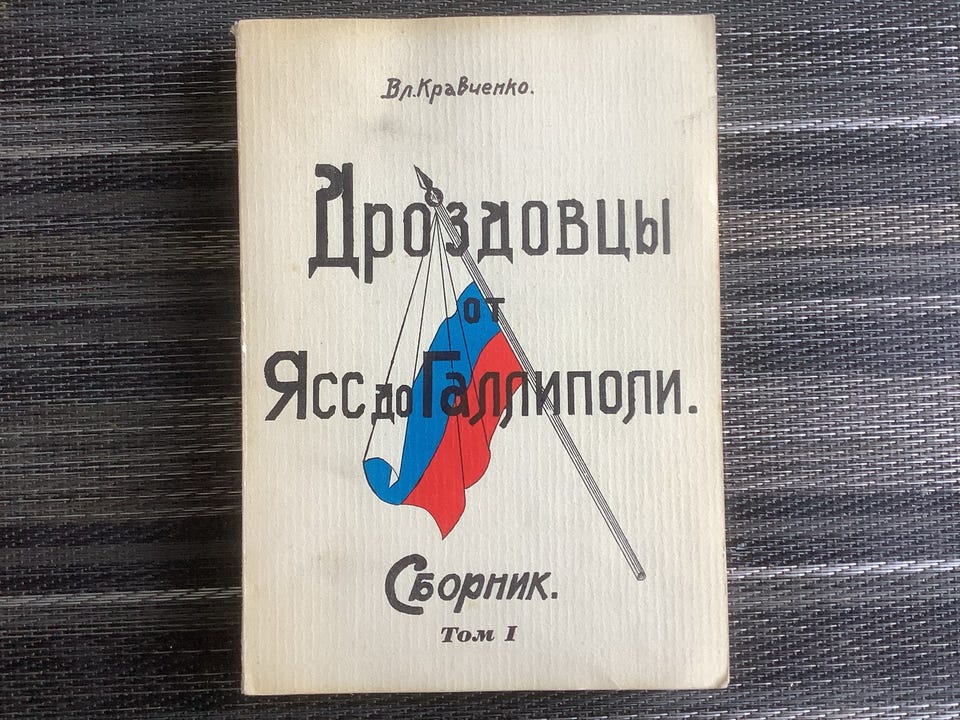 Вл.Кравченко.
Дроздовцы
от
Ясс до Галлиполи.
Сборник.
Том I